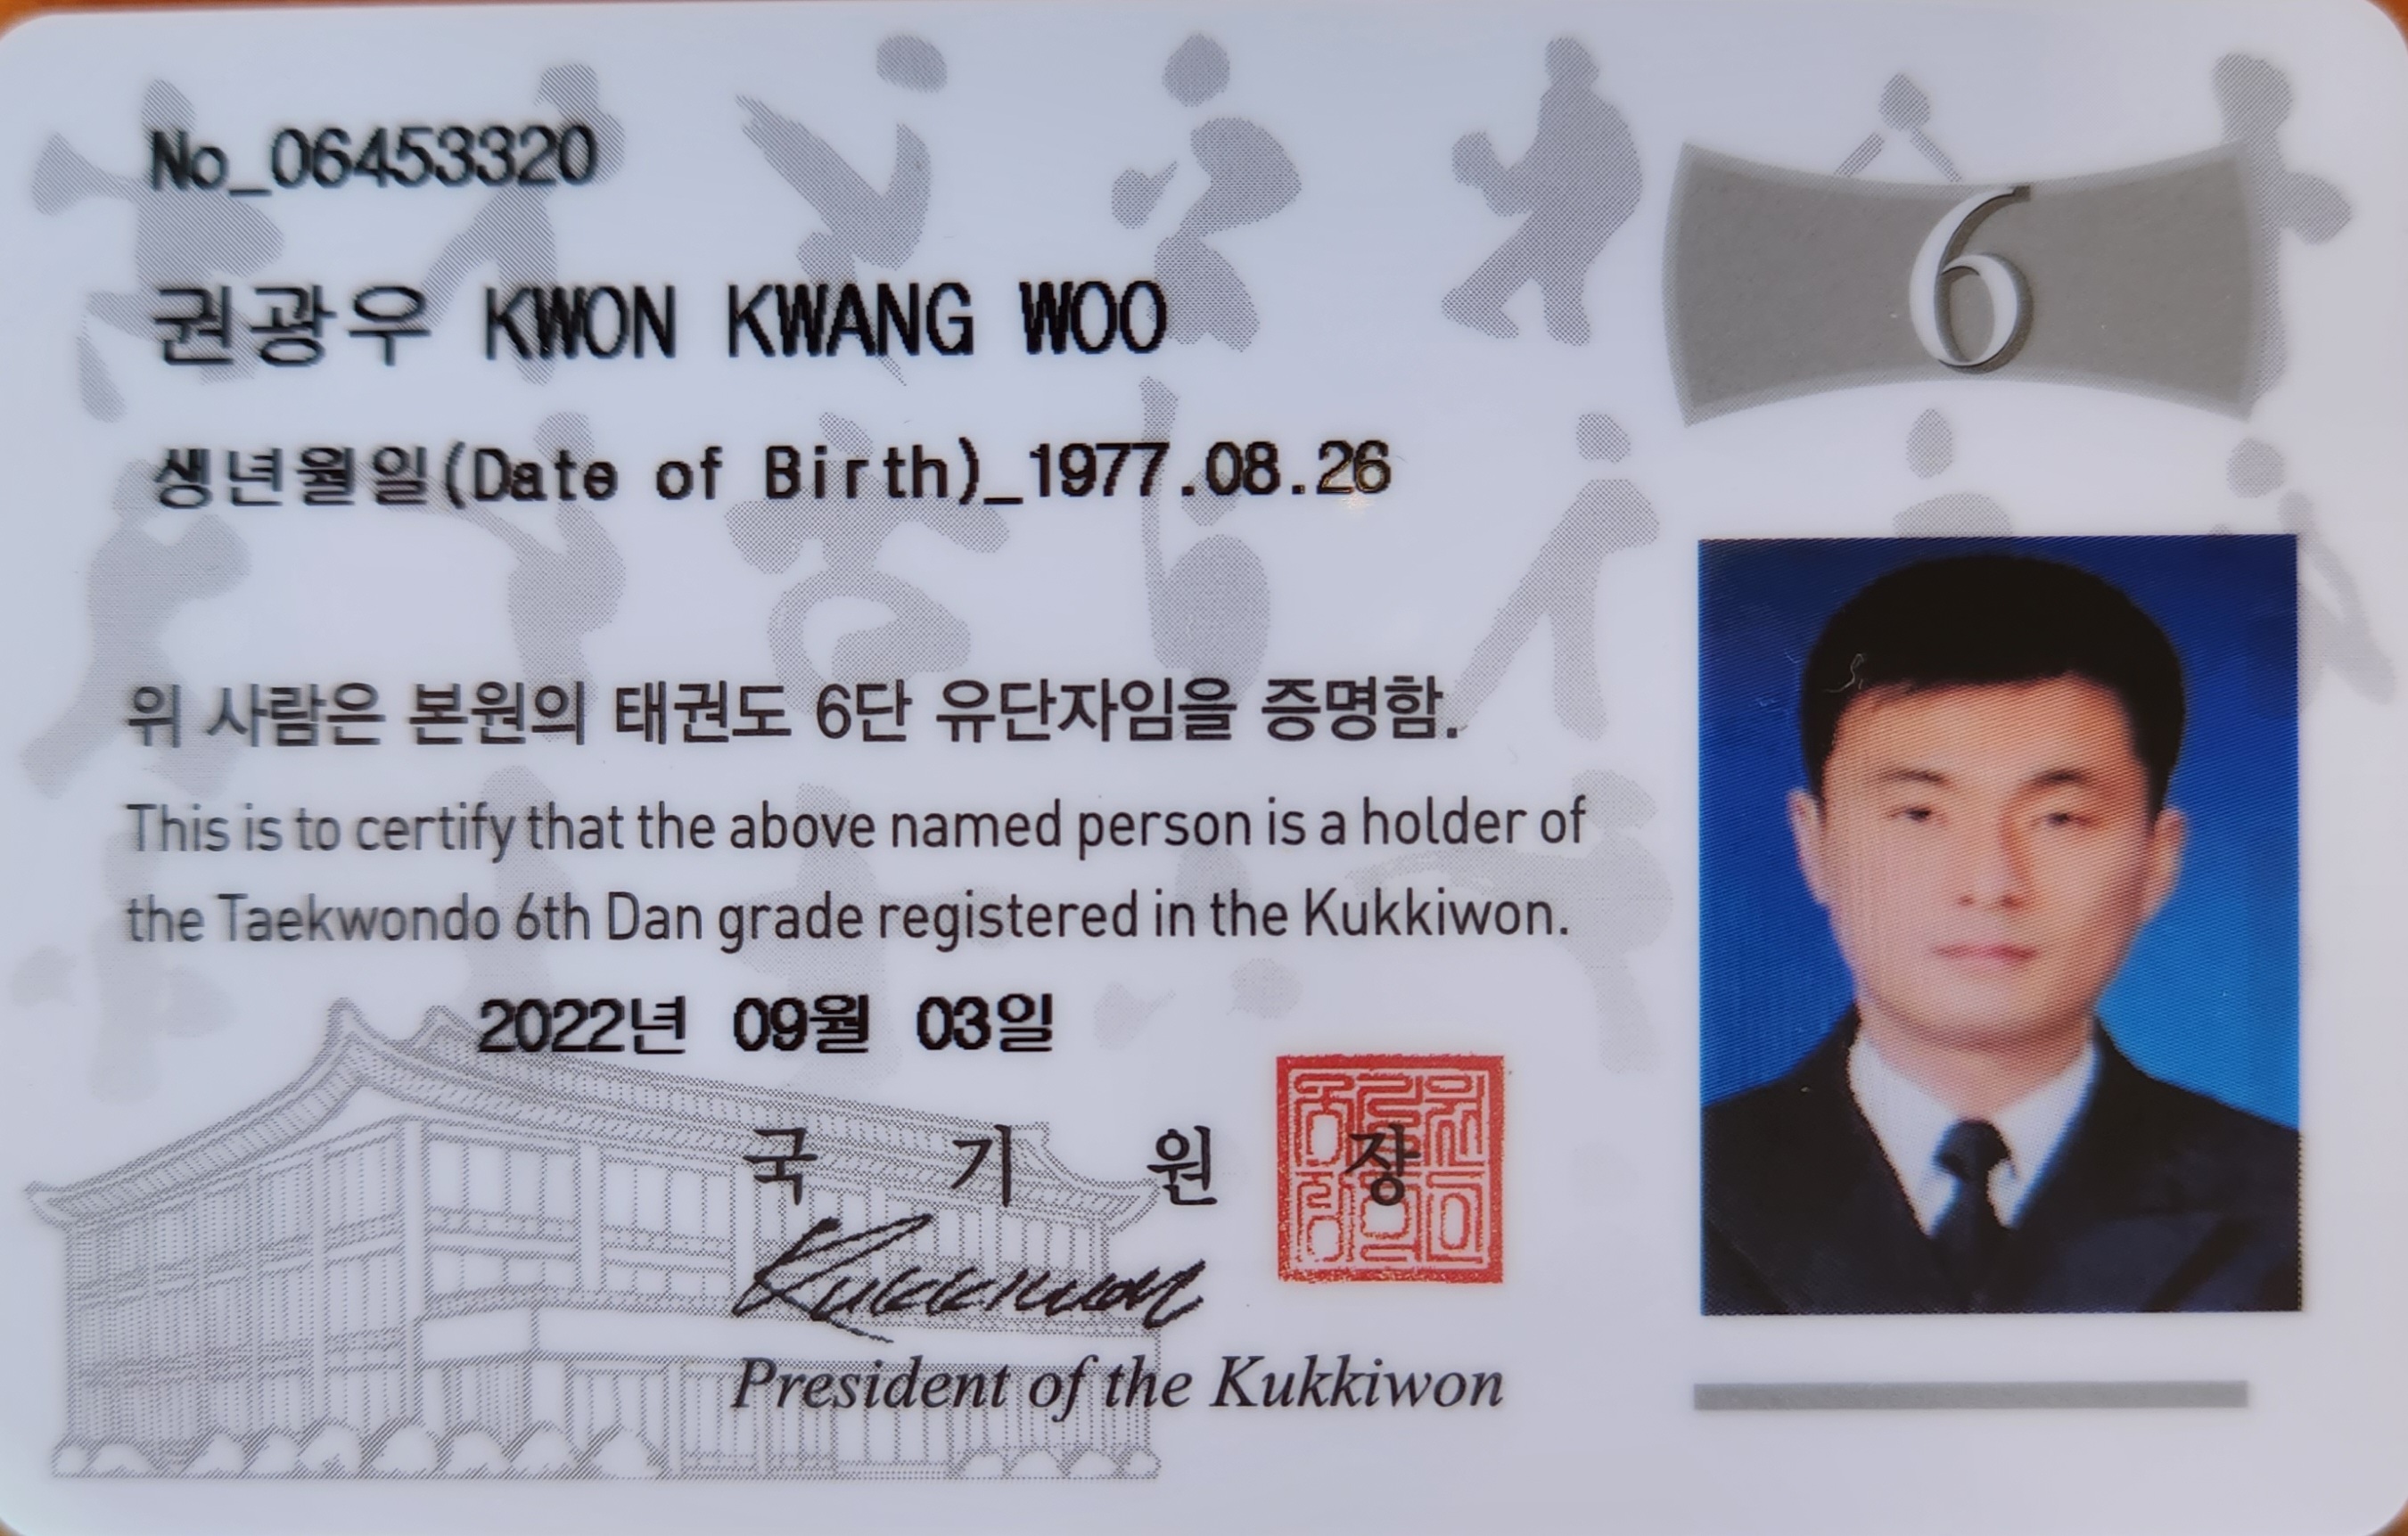 No_06453320
6
권광우 KWON KWANG WOO
생년월일(Date of Birth)_1977.08.26
위 사람은 본원의 태권도 6단 유단자임을 증명함.
This is to certify that the above named person is a holder of
the Taekwondo 6th Dan grade registered in the Kukkiwon.
2022년 09월 03일
국 기 원 장
Kukkiwon
President of the Kukkiwon